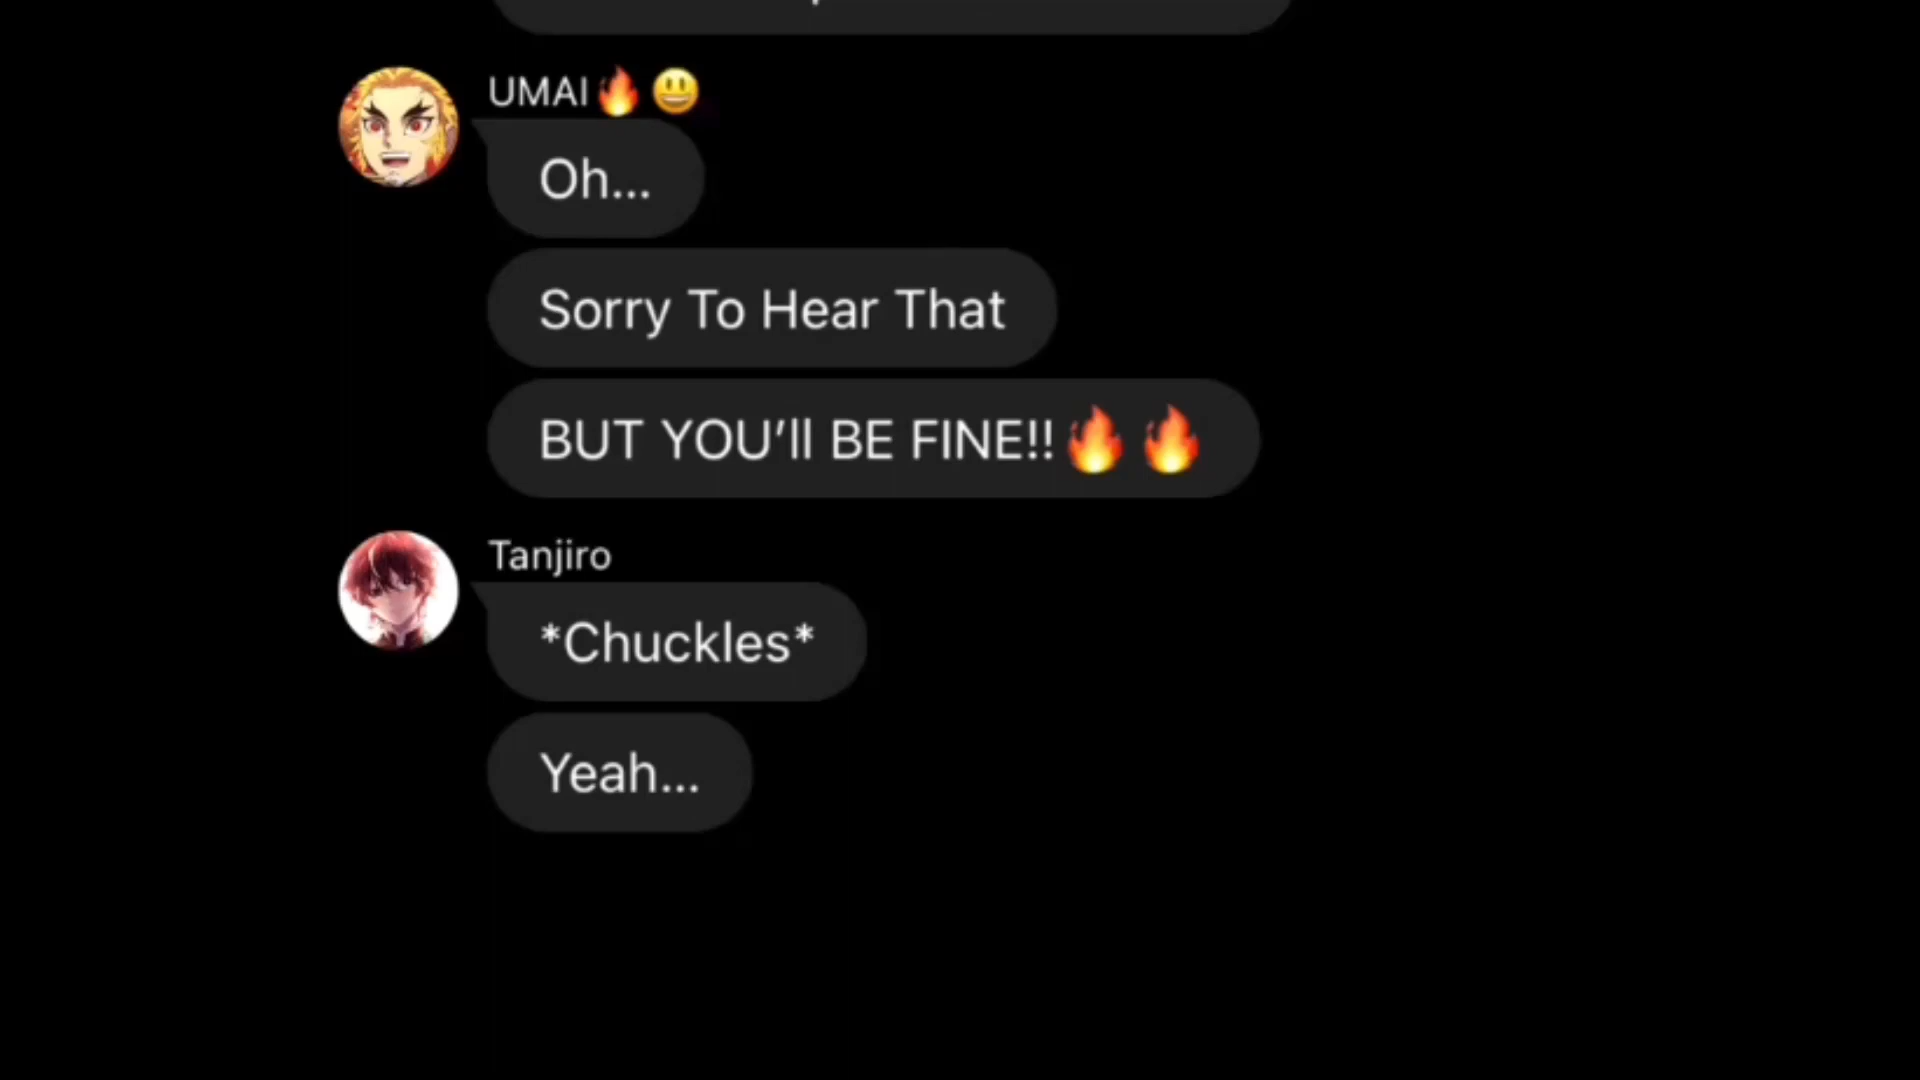 UMAI🔥😃
Oh...
Sorry To Hear That
BUT YOU’ll BE FINE!!🔥🔥
Tanjiro
*Chuckles*
Yeah...